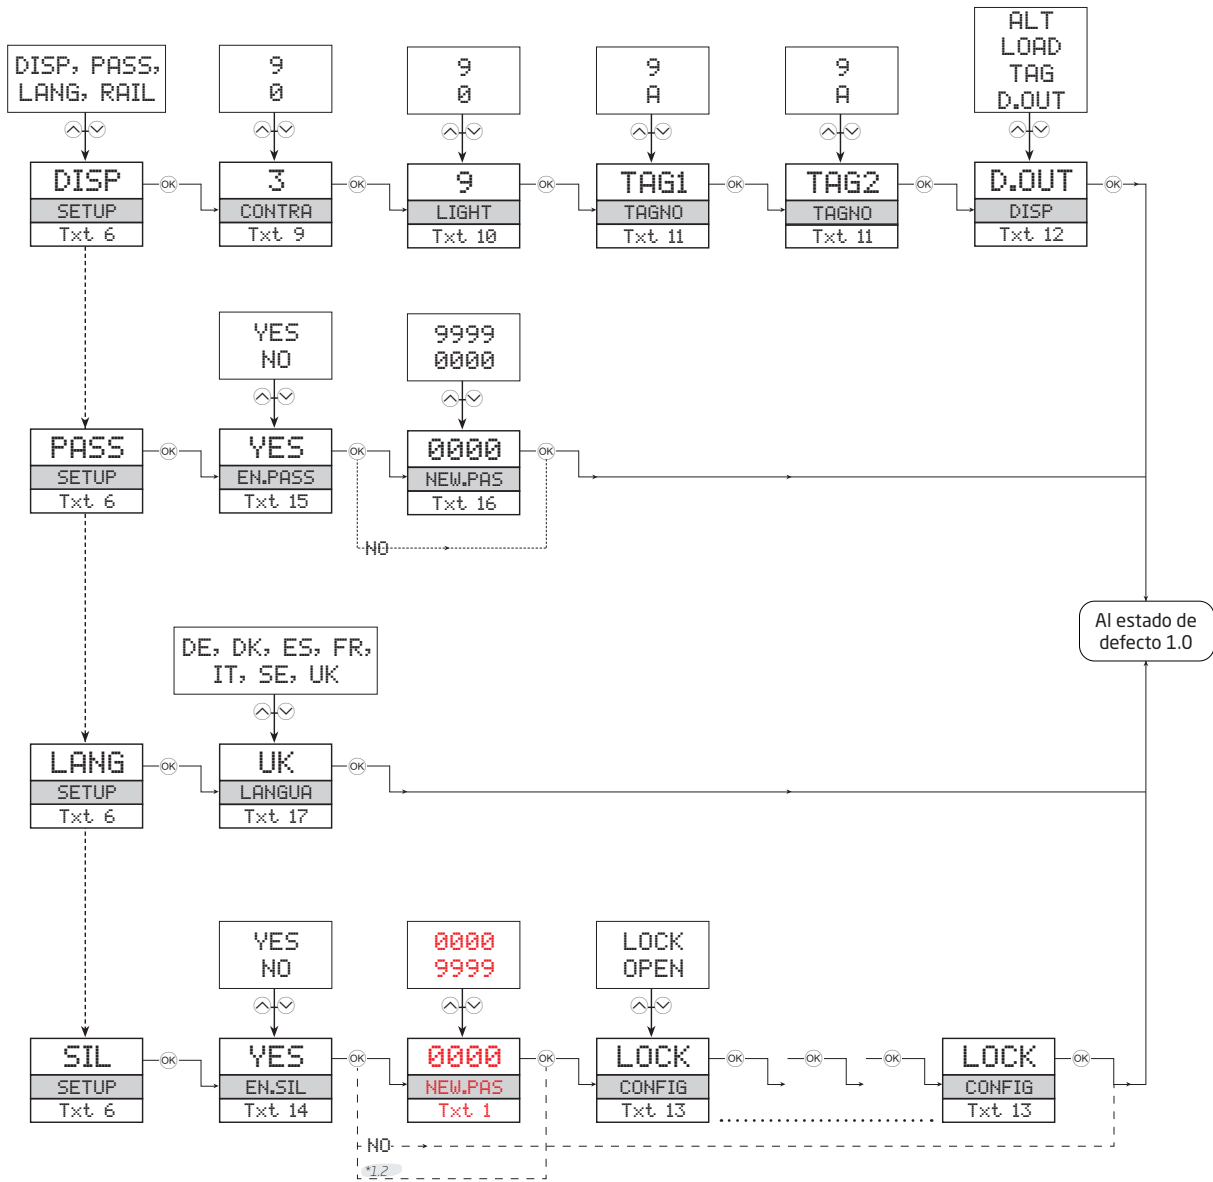 ALT
LOAD
TAG
D.OUT
DISP, PASS,
LANG, RAIL
9
0
9
0
9
A
9
A
DISP
SETUP
Txt 6
OK
3
CONTRA
Txt 9
OK
9
LIGHT
Txt 10
OK
TAG1
TAGNO
Txt 11
OK
TAG2
TAGNO
Txt 11
OK
D.OUT
DISP
Txt 12
OK
YES
NO
9999
0000
PASS
SETUP
Txt 6
OK
YES
EN.PASS
Txt 15
OK
0000
NEW.PAS
Txt 16
OK
NO
Al estado de
defecto 1.0
DE, DK, ES, FR,
IT, SE, UK
LANG
SETUP
Txt 6
OK
UK
LANGUA
Txt 17
OK
YES
NO
0000
9999
LOCK
OPEN
SIL
SETUP
Txt 6
OK
YES
EN.SIL
Txt 14
OK
0000
NEW.PAS
Txt 1
OK
LOCK
CONFIG
Txt 13
OK
OK
OK
LOCK
CONFIG
Txt 13
OK
NO
*1.2